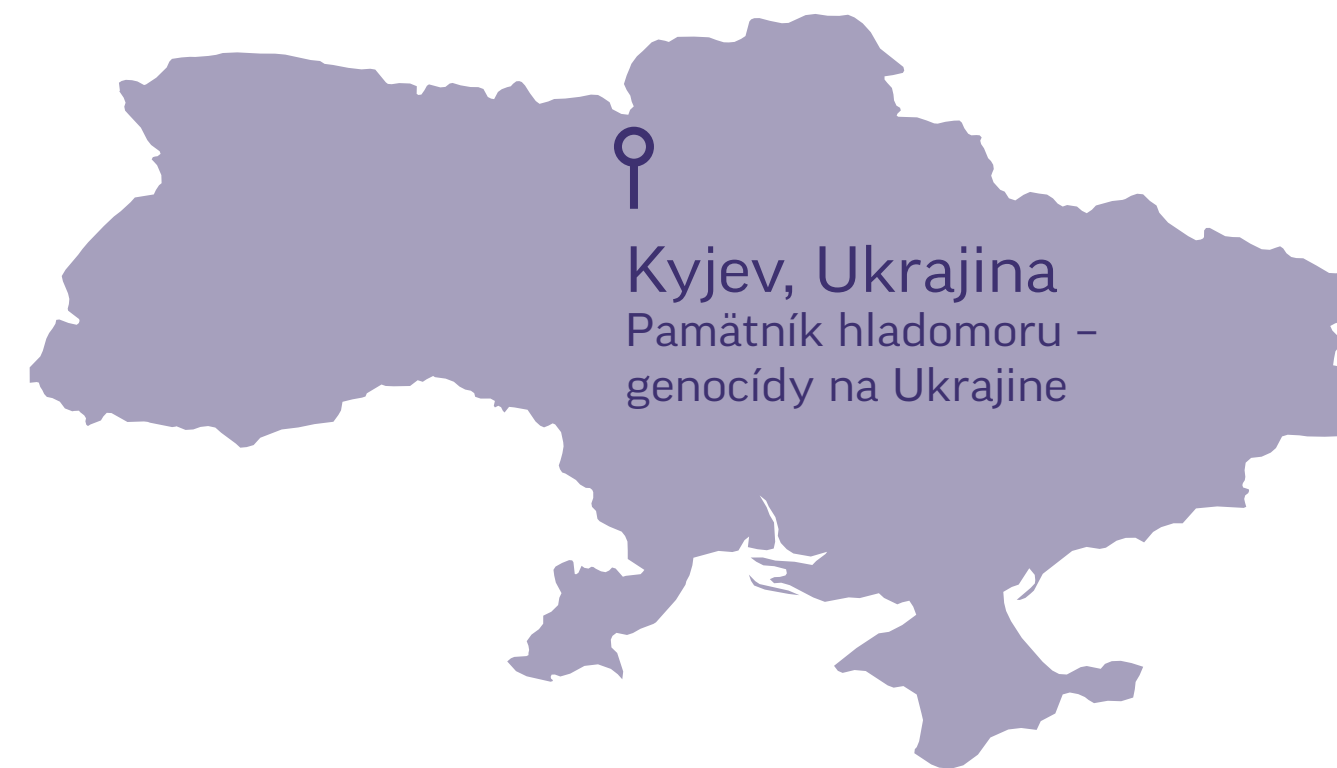 Kyjev, Ukrajina
Pamätník hladomoru –
genocídy na Ukrajine